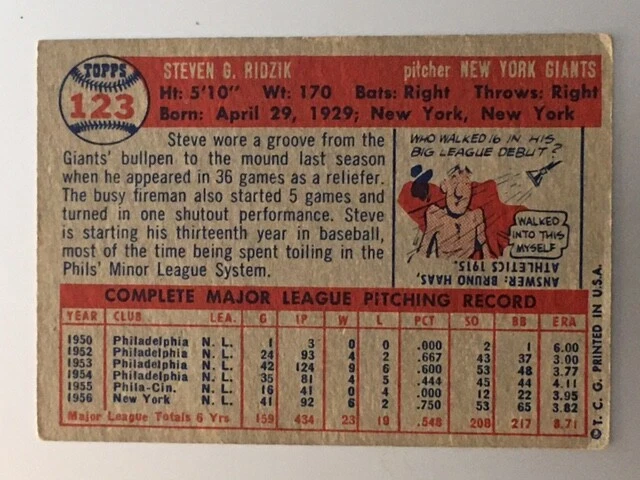 TOPPS
123
STEVEN G. RIDZIK pitcher NEW YORK GIANTS
Ht: 5'10" Wt: 170 Bats: Right Throws: Right
Born: April 29, 1929; New York, New York
Steve wore a groove from the
Giants' bullpen to the mound last season
when he appeared in 36 games as a reliefer.
The busy fireman also started 5 games and
turned in one shutout performance. Steve
is starting his thirteenth year in baseball,
most of the time being spent toiling in the
Phils' Minor League System.
WHO WALKED 16 IN HIS
BIG LEAGUE DEBUT?
I WALKED
INTO THIS
MYSELF
ANSWER: BRUNO HAAS,
ATHLETICS 1915.
COMPLETE MAJOR LEAGUE PITCHING RECORD
YEAR CLUB LEA. G IP W L PCT SO BB ERA
1950 Philadelphia N. L. 1 3 0 0 .000 2 1 6.00
1952 Philadelphia N. L. 24 93 4 2 .667 43 37 3.00
1953 Philadelphia N. L. 42 124 9 6 .600 53 48 3.77
1954 Philadelphia N. L. 35 81 4 5 .444 45 44 4.11
1955 Phila-Cin. N. L. 16 41 0 4 .000 12 22 3.95
1956 New York N. L. 41 92 6 2 .750 53 65 3.82
Major League Totals 6 Yrs. 159 434 23 19 .548 208 217 3.71
© T. C. G. PRINTED IN U.S.A.